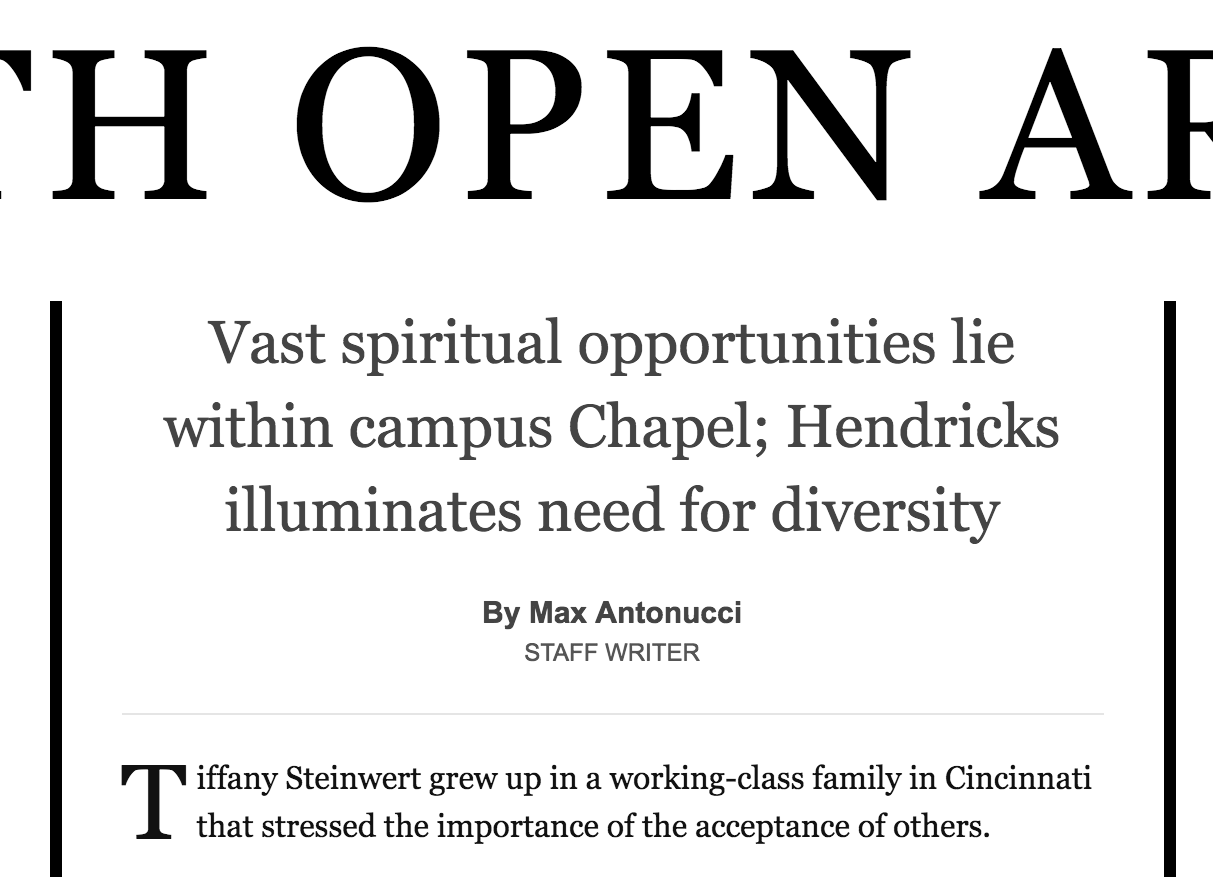 TH OPEN AR
Vast spiritual opportunities lie
within campus Chapel; Hendricks
illuminates need for diversity
By Max Antonucci
STAFF WRITER
Tiffany Steinwert grew up in a working-class family in Cincinnati
that stressed the importance of the acceptance of others.